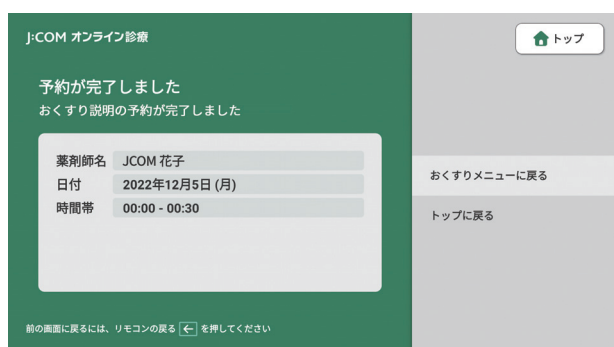 J:COM オンライン診療
トップ
予約が完了しました
おくすり説明の予約が完了しました
薬剤師名 JCOM 花子
日付 2022年12月5日 (月)
時間帯 00:00 - 00:30
おくすりメニューに戻る
トップに戻る
前の画面に戻るには、リモコンの戻る ← を押してください